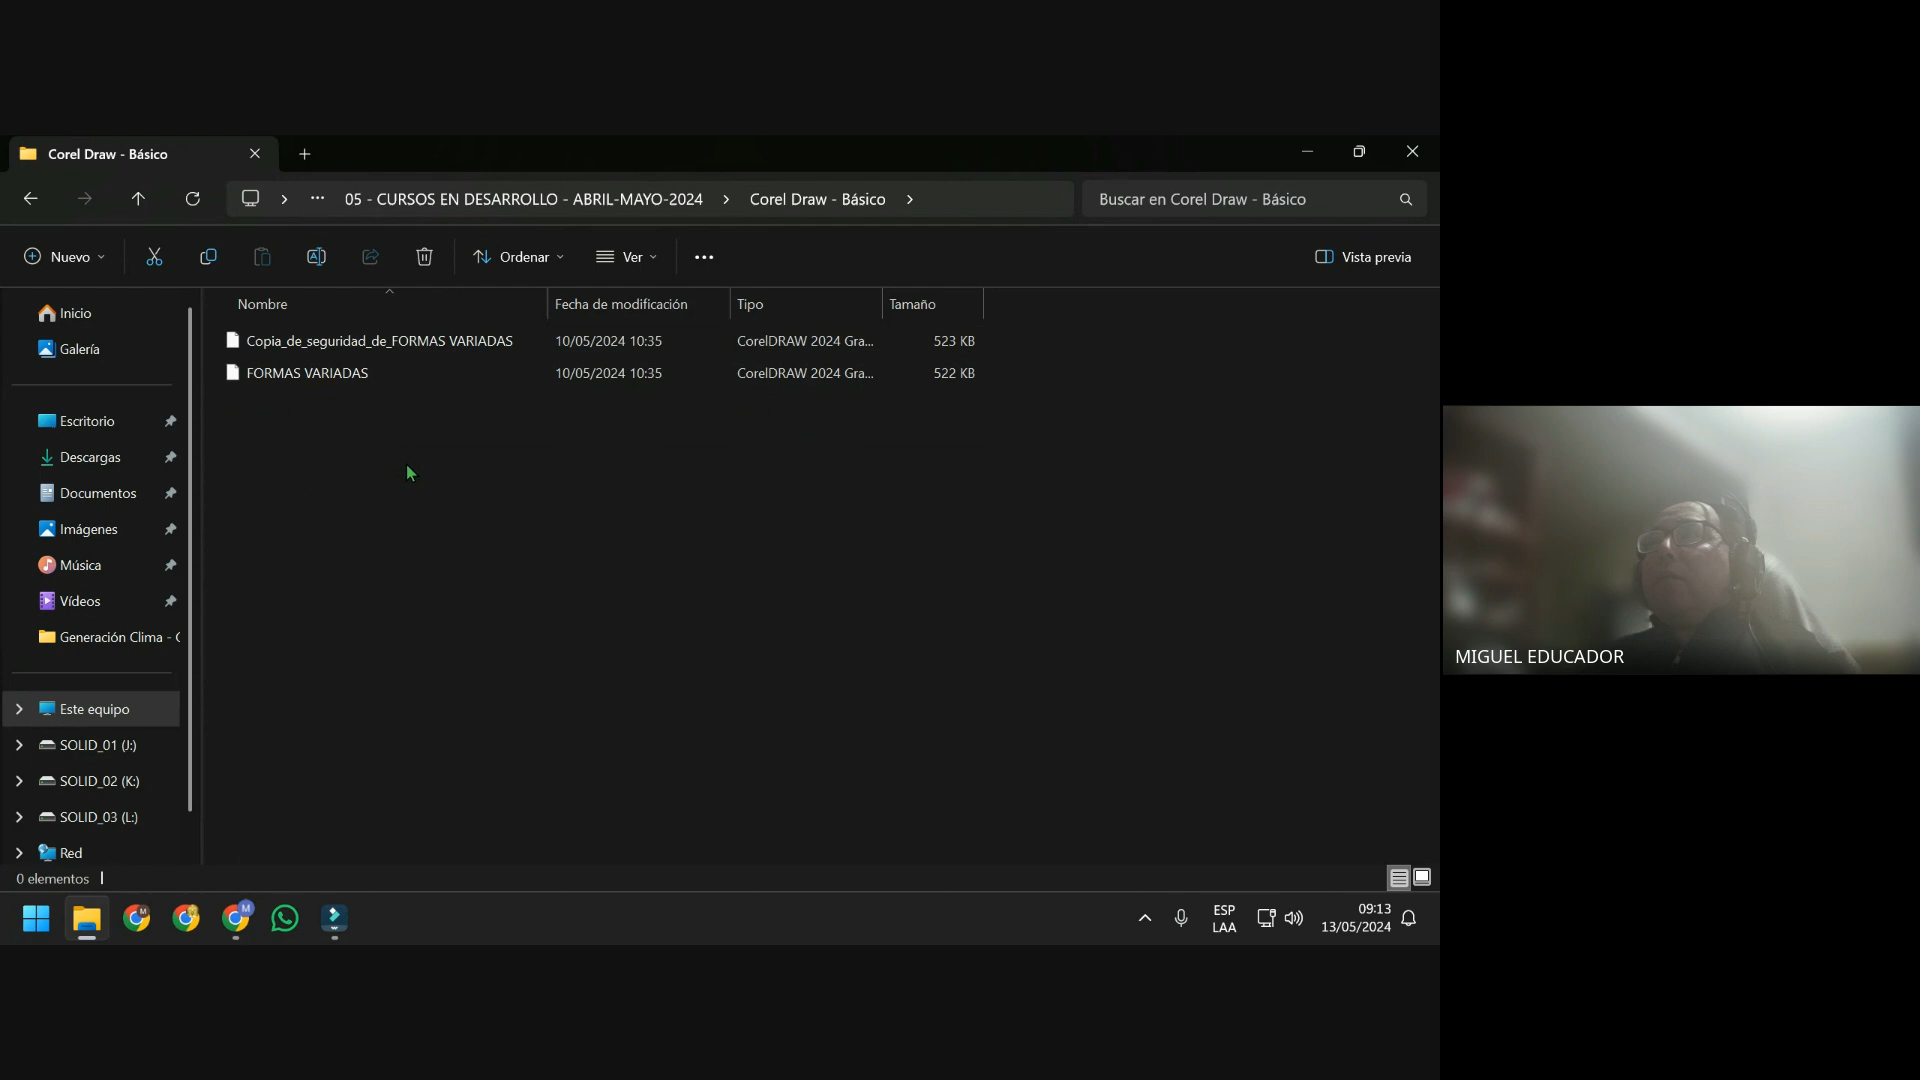 Corel Draw - Básico
05 - CURSOS EN DESARROLLO - ABRIL-MAYO-2024 Corel Draw - Básico
Buscar en Corel Draw - Básico
Nuevo
Ordenar
Ver
Vista previa
Nombre Fecha de modificación Tipo Tamaño
Copia_de_seguridad_de_FORMAS VARIADAS 10/05/2024 10:35 CorelDRAW 2024 Gra... 523 KB
FORMAS VARIADAS 10/05/2024 10:35 CorelDRAW 2024 Gra... 522 KB
Inicio
Galería
Escritorio
Descargas
Documentos
Imágenes
Música
Vídeos
Generación Clima -
Este equipo
SOLID_01 (J:)
SOLID_02 (K:)
SOLID_03 (L:)
Red
0 elementos
M
M
ESP
LAA
09:13
13/05/2024
MIGUEL EDUCADOR